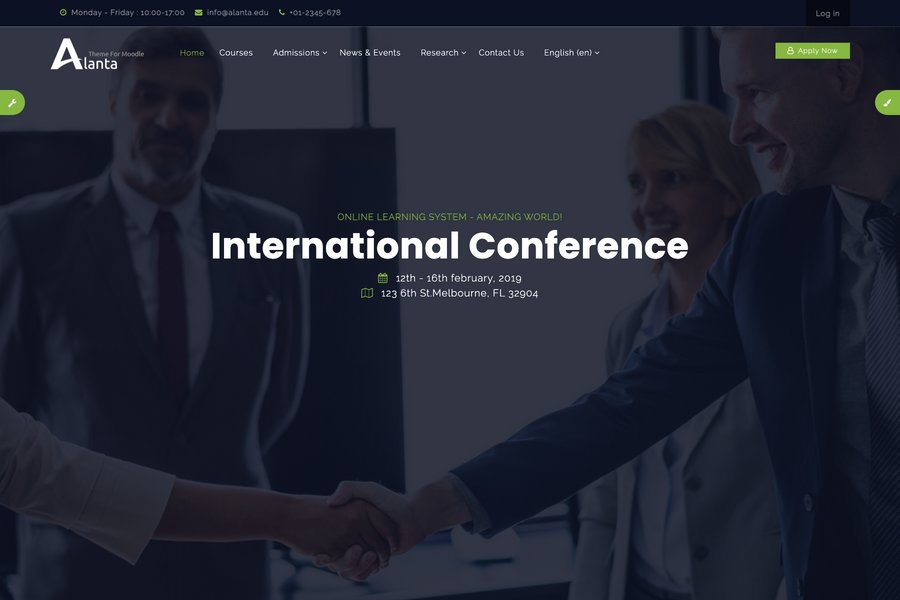 Monday - Friday : 10:00-17:00 info@alanta.edu +01-2345-678 Log in
Theme For Moodle
Alanta
Home Courses Admissions News & Events Research Contact Us English (en) Apply Now
ONLINE LEARNING SYSTEM - AMAZING WORLD!
International Conference
12th - 16th february, 2019
123 6th St.Melbourne, FL 32904